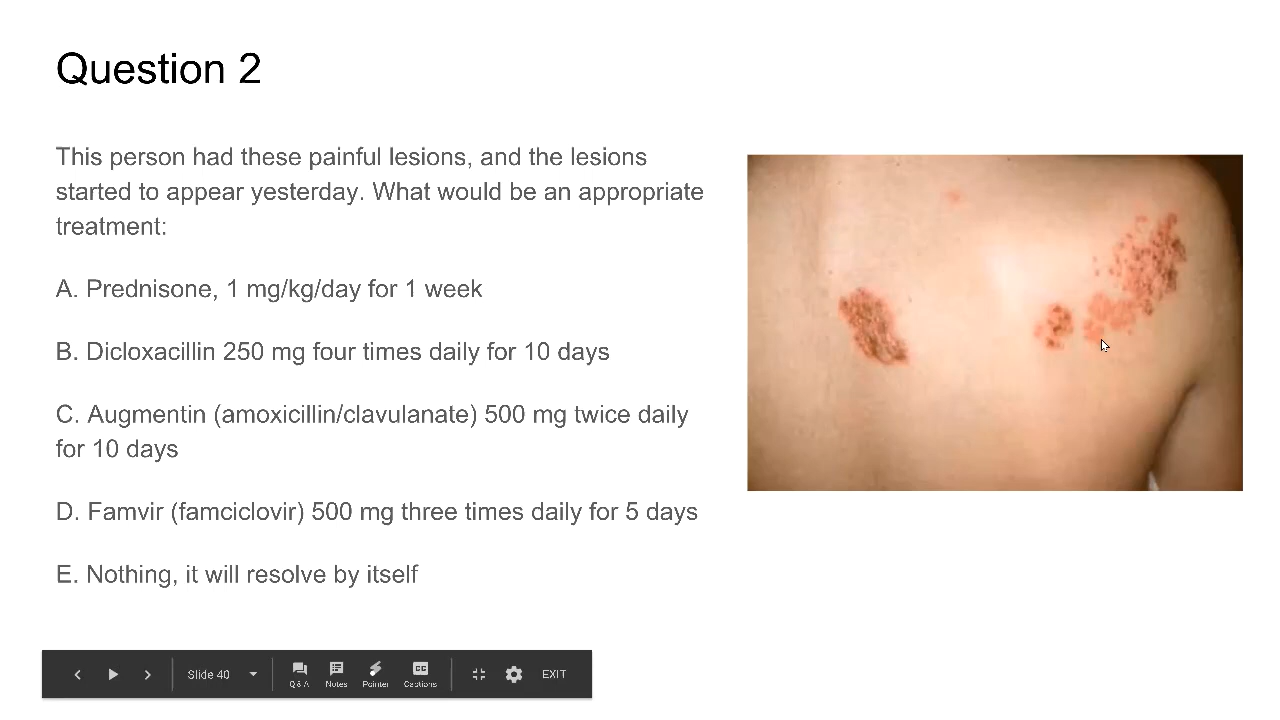 Question 2
This person had these painful lesions, and the lesions
started to appear yesterday. What would be an appropriate
treatment:
A. Prednisone, 1 mg/kg/day for 1 week
B. Dicloxacillin 250 mg four times daily for 10 days
C. Augmentin (amoxicillin/clavulanate) 500 mg twice daily
for 10 days
D. Famvir (famciclovir) 500 mg three times daily for 5 days
E. Nothing, it will resolve by itself
Slide 40
CC
EXIT
Q & A
Notes
Pointer
Captions